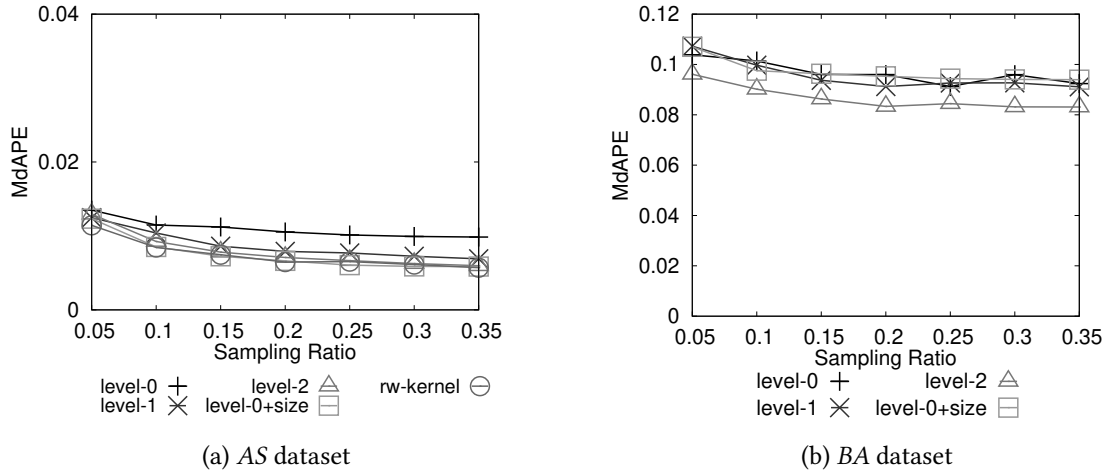 0.04
0.02
0
MdAPE
0.05 0.1 0.15 0.2 0.25 0.3 0.35
Sampling Ratio
level-0 level-2 rw-kernel
level-1 level-0+size
(a) AS dataset
0.12
0.1
0.08
0.06
0.04
0.02
0
MdAPE
0.05 0.1 0.15 0.2 0.25 0.3 0.35
Sampling Ratio
level-0 level-2
level-1 level-0+size
(b) BA dataset